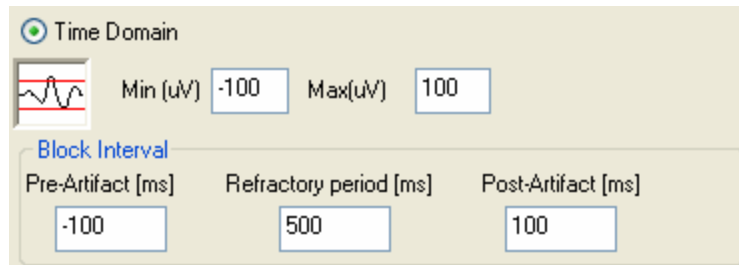 Time Domain
Min (uV) -100 Max(uV) 100
Block Interval
Pre-Artifact [ms] Refractory period [ms] Post-Artifact [ms]
-100 500 100